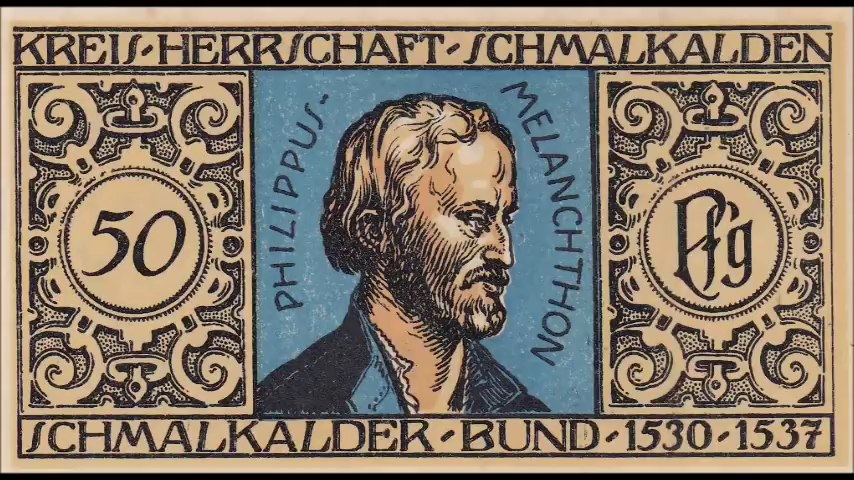 KREIS·HERRSCHAFT·SCHMALKALDEN
50
PHILIPPUS·
MELANCHTHON
Pfg
SCHMALKALDER·BUND·1530·1537